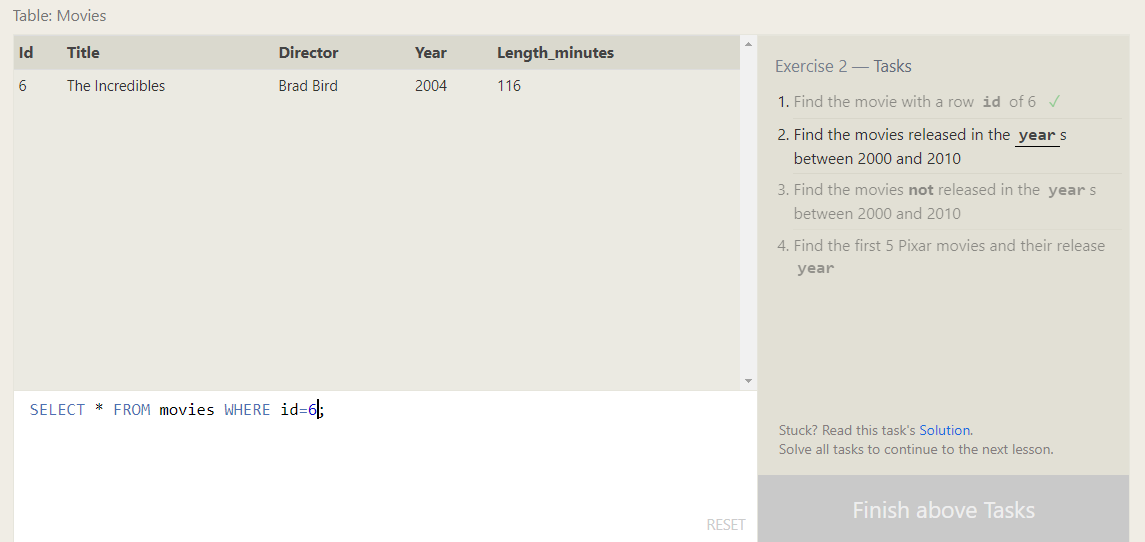 Table: Movies
Id Title Director Year Length_minutes
6 The Incredibles Brad Bird 2004 116
SELECT * FROM movies WHERE id=6;
RESET
Exercise 2 — Tasks
1. Find the movie with a row id of 6 ✓
2. Find the movies released in the year s
between 2000 and 2010
3. Find the movies not released in the year s
between 2000 and 2010
4. Find the first 5 Pixar movies and their release
year
Stuck? Read this task's Solution.
Solve all tasks to continue to the next lesson.
Finish above Tasks